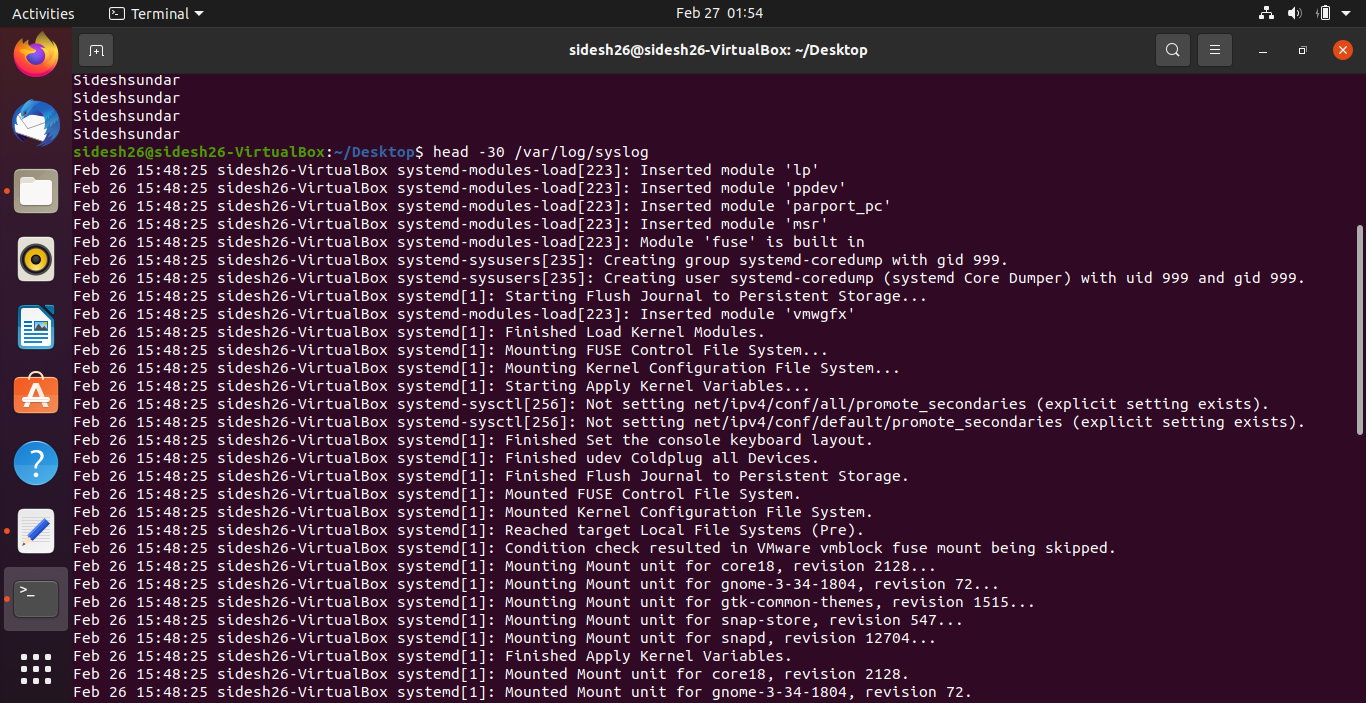 Activities
Terminal
Feb 27 01:54
sidesh26@sidesh26-VirtualBox: ~/Desktop
Sideshsundar
Sideshsundar
Sideshsundar
Sideshsundar
sidesh26@sidesh26-VirtualBox:~/Desktop$ head -30 /var/log/syslog
Feb 26 15:48:25 sidesh26-VirtualBox systemd-modules-load[223]: Inserted module 'lp'
Feb 26 15:48:25 sidesh26-VirtualBox systemd-modules-load[223]: Inserted module 'ppdev'
Feb 26 15:48:25 sidesh26-VirtualBox systemd-modules-load[223]: Inserted module 'parport_pc'
Feb 26 15:48:25 sidesh26-VirtualBox systemd-modules-load[223]: Inserted module 'msr'
Feb 26 15:48:25 sidesh26-VirtualBox systemd-modules-load[223]: Module 'fuse' is built in
Feb 26 15:48:25 sidesh26-VirtualBox systemd-sysusers[235]: Creating group systemd-coredump with gid 999.
Feb 26 15:48:25 sidesh26-VirtualBox systemd-sysusers[235]: Creating user systemd-coredump (systemd Core Dumper) with uid 999 and gid 999.
Feb 26 15:48:25 sidesh26-VirtualBox systemd[1]: Starting Flush Journal to Persistent Storage...
Feb 26 15:48:25 sidesh26-VirtualBox systemd-modules-load[223]: Inserted module 'vmwgfx'
Feb 26 15:48:25 sidesh26-VirtualBox systemd[1]: Finished Load Kernel Modules.
Feb 26 15:48:25 sidesh26-VirtualBox systemd[1]: Mounting FUSE Control File System...
Feb 26 15:48:25 sidesh26-VirtualBox systemd[1]: Mounting Kernel Configuration File System...
Feb 26 15:48:25 sidesh26-VirtualBox systemd[1]: Starting Apply Kernel Variables...
Feb 26 15:48:25 sidesh26-VirtualBox systemd-sysctl[256]: Not setting net/ipv4/conf/all/promote_secondaries (explicit setting exists).
Feb 26 15:48:25 sidesh26-VirtualBox systemd-sysctl[256]: Not setting net/ipv4/conf/default/promote_secondaries (explicit setting exists).
Feb 26 15:48:25 sidesh26-VirtualBox systemd[1]: Finished Set the console keyboard layout.
Feb 26 15:48:25 sidesh26-VirtualBox systemd[1]: Finished udev Coldplug all Devices.
Feb 26 15:48:25 sidesh26-VirtualBox systemd[1]: Finished Flush Journal to Persistent Storage.
Feb 26 15:48:25 sidesh26-VirtualBox systemd[1]: Mounted FUSE Control File System.
Feb 26 15:48:25 sidesh26-VirtualBox systemd[1]: Mounted Kernel Configuration File System.
Feb 26 15:48:25 sidesh26-VirtualBox systemd[1]: Reached target Local File Systems (Pre).
Feb 26 15:48:25 sidesh26-VirtualBox systemd[1]: Condition check resulted in VMware vmblock fuse mount being skipped.
Feb 26 15:48:25 sidesh26-VirtualBox systemd[1]: Mounting Mount unit for core18, revision 2128...
Feb 26 15:48:25 sidesh26-VirtualBox systemd[1]: Mounting Mount unit for gnome-3-34-1804, revision 72...
Feb 26 15:48:25 sidesh26-VirtualBox systemd[1]: Mounting Mount unit for gtk-common-themes, revision 1515...
Feb 26 15:48:25 sidesh26-VirtualBox systemd[1]: Mounting Mount unit for snap-store, revision 547...
Feb 26 15:48:25 sidesh26-VirtualBox systemd[1]: Mounting Mount unit for snapd, revision 12704...
Feb 26 15:48:25 sidesh26-VirtualBox systemd[1]: Finished Apply Kernel Variables.
Feb 26 15:48:25 sidesh26-VirtualBox systemd[1]: Mounted Mount unit for core18, revision 2128.
Feb 26 15:48:25 sidesh26-VirtualBox systemd[1]: Mounted Mount unit for gnome-3-34-1804, revision 72.